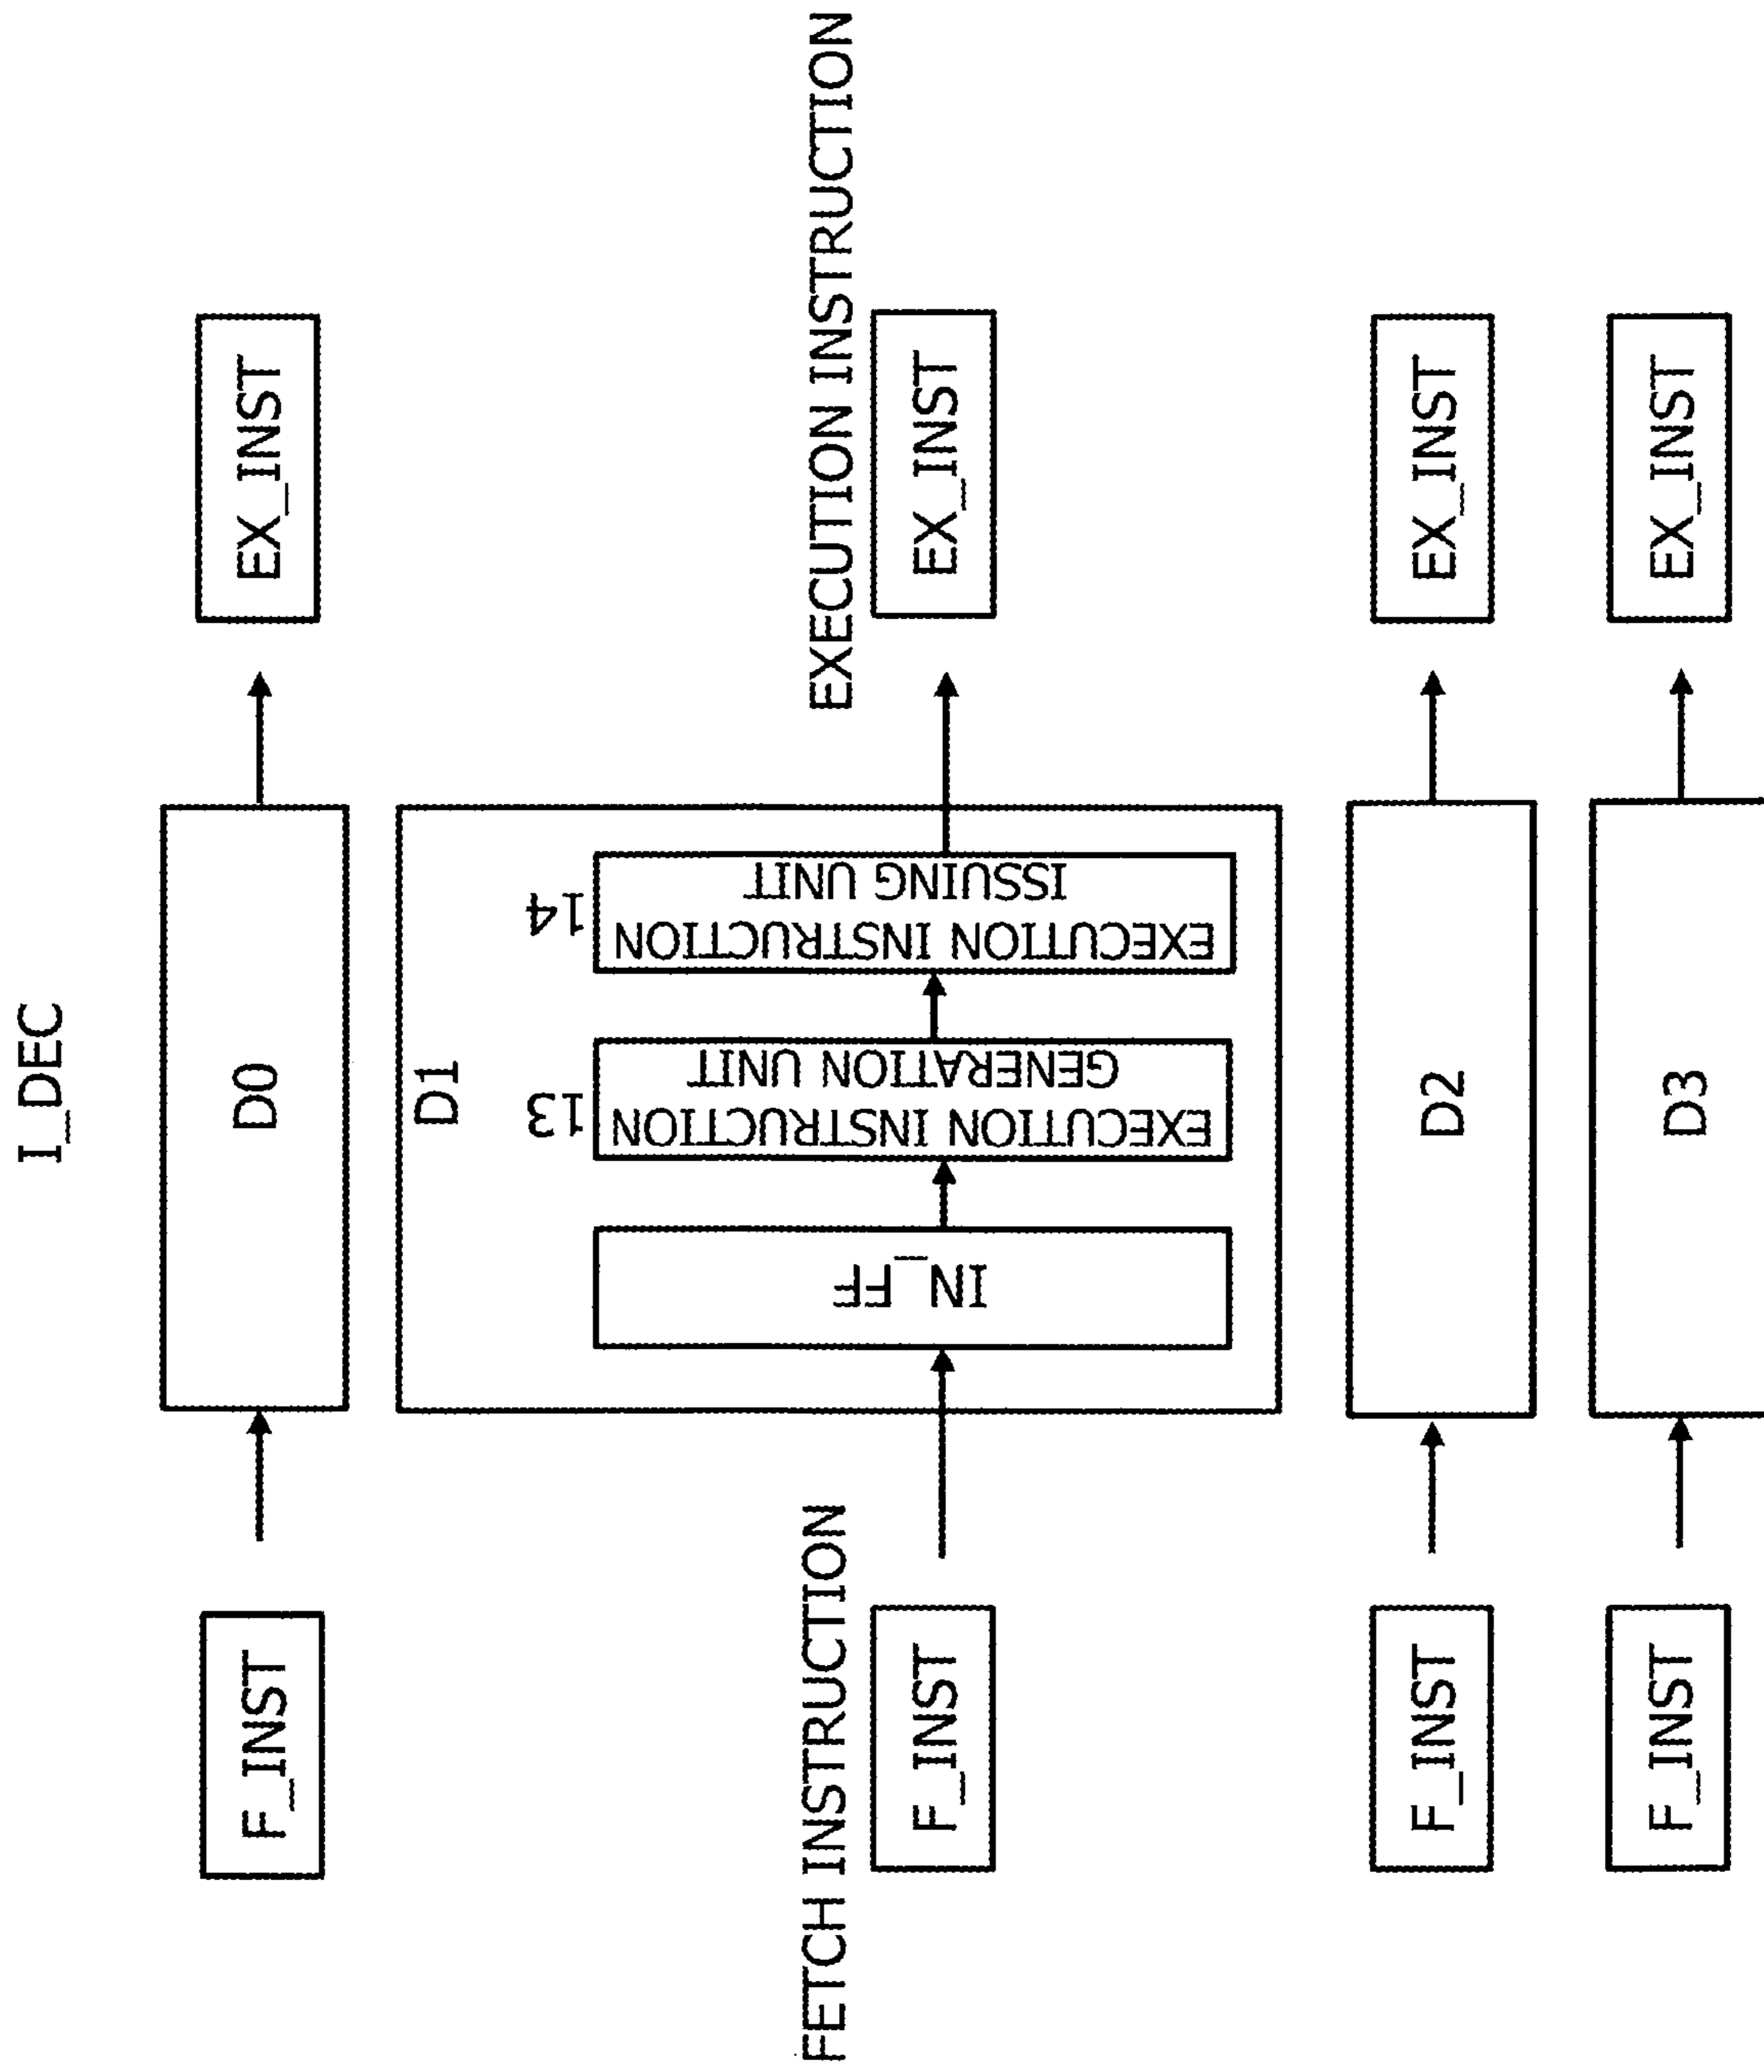 I_DEC
F_INST
D0
EX_INST
D1
FETCH INSTRUCTION
F_INST
IN_FF
13
EXECUTION INSTRUCTION
GENERATION UNIT
14
EXECUTION INSTRUCTION
ISSUING UNIT
EXECUTION INSTRUCTION
EX_INST
F_INST
D2
EX_INST
F_INST
D3
EX_INST